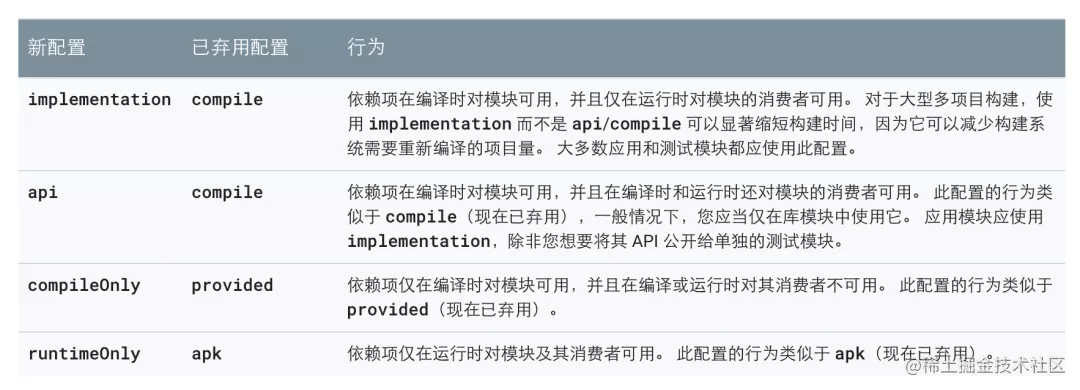 新配置 已弃用配置 行为
implementation compile 依赖项在编译时对模块可用，并且仅在运行时对模块的消费者可用。 对于大型多项目构建，使
用 implementation 而不是 api/compile 可以显著缩短构建时间，因为它可以减少构建系
统需要重新编译的项目量。 大多数应用和测试模块都应使用此配置。
api compile 依赖项在编译时对模块可用，并且在编译时和运行时还对模块的消费者可用。 此配置的行为类
似于 compile（现在已弃用），一般情况下，您应当仅在库模块中使用它。 应用模块应使用
implementation，除非您想要将其 API 公开给单独的测试模块。
compileOnly provided 依赖项仅在编译时对模块可用，并且在编译或运行时对其消费者不可用。 此配置的行为类似于
provided（现在已弃用）。
runtimeOnly apk 依赖项仅在运行时对模块及其消费者可用。 此配置的行为类似于 apk（现在已弃用）。
@稀土掘金技术社区